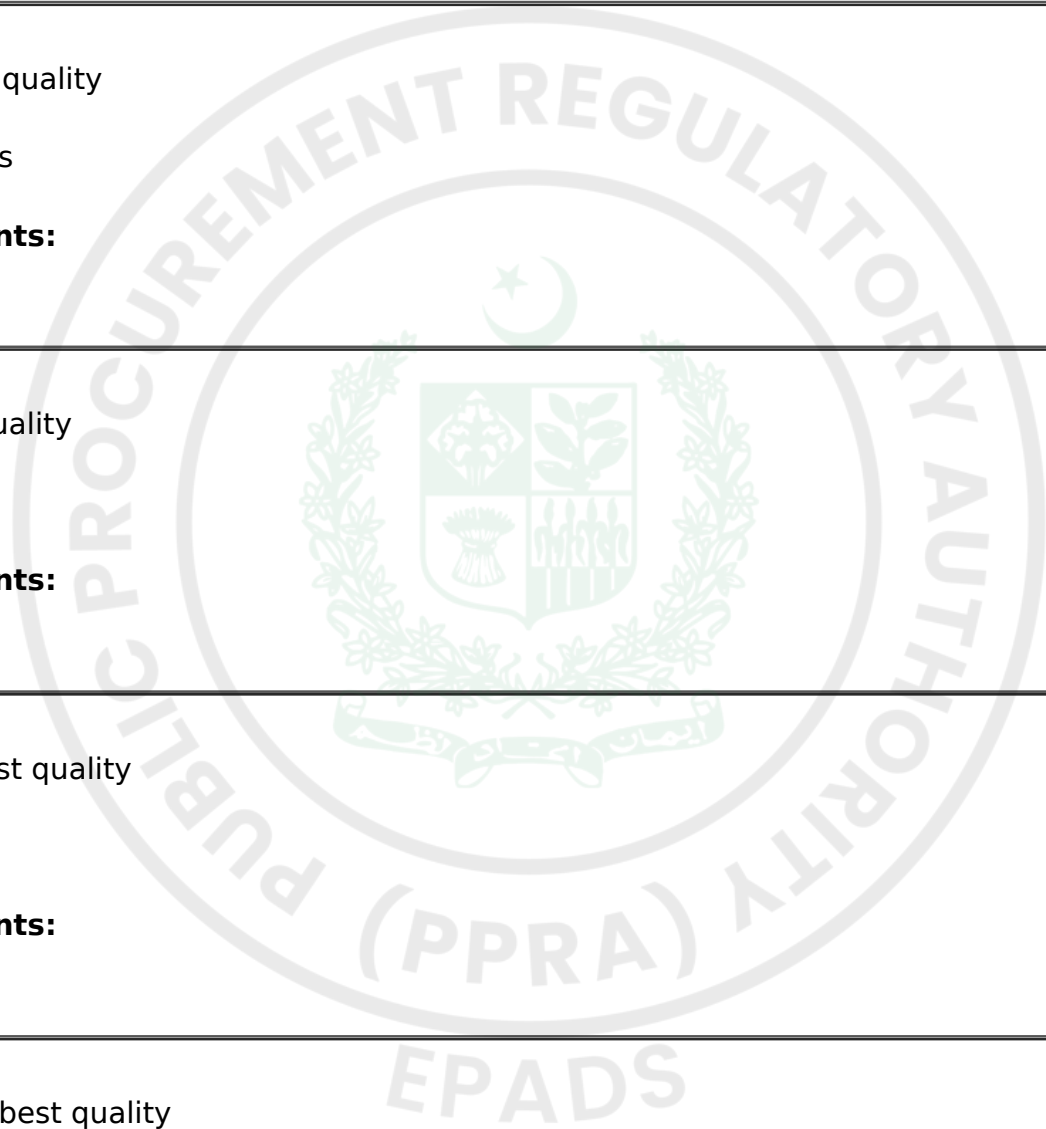 quality
s
nts:
uality
nts:
st quality
nts:
best quality
PUBLIC PROCUREMENT REGULATORY AUTHORITY
(PPRA)
EPADS